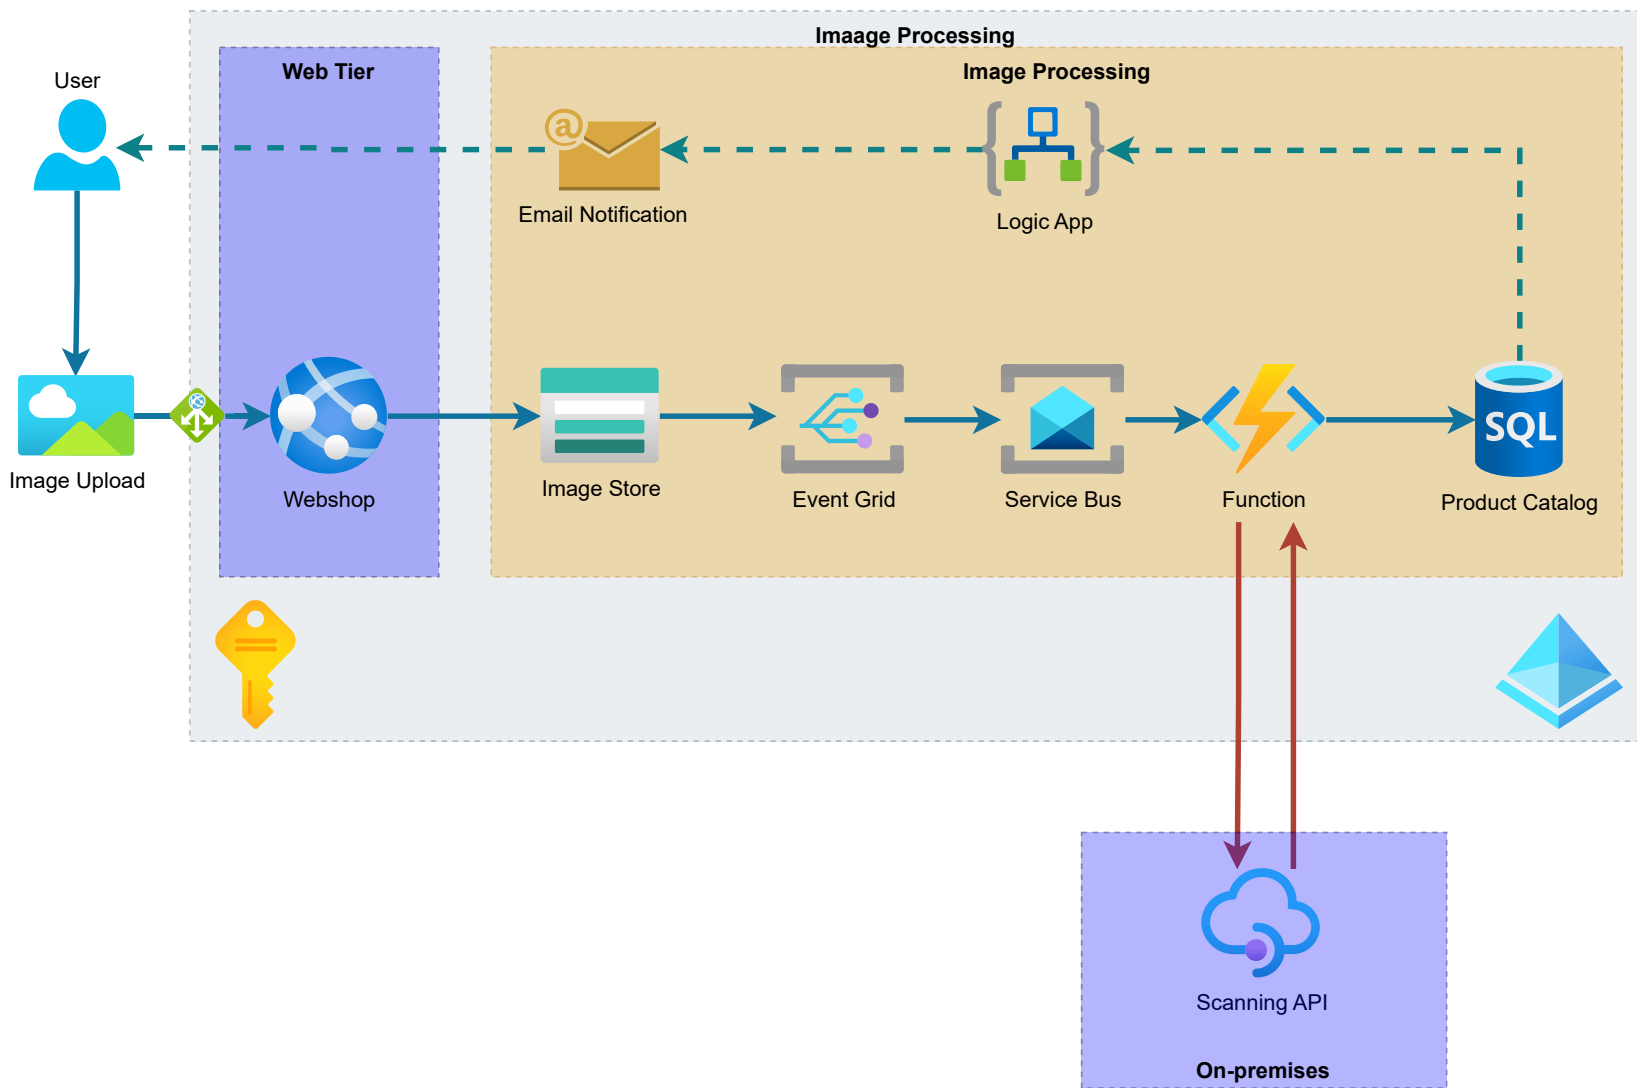 Imaage Processing
Web Tier
Image Processing
User
@
Email Notification
Logic App
SQL
Image Upload
Webshop
Image Store
Event Grid
Service Bus
Function
Product Catalog
Scanning API
On-premises